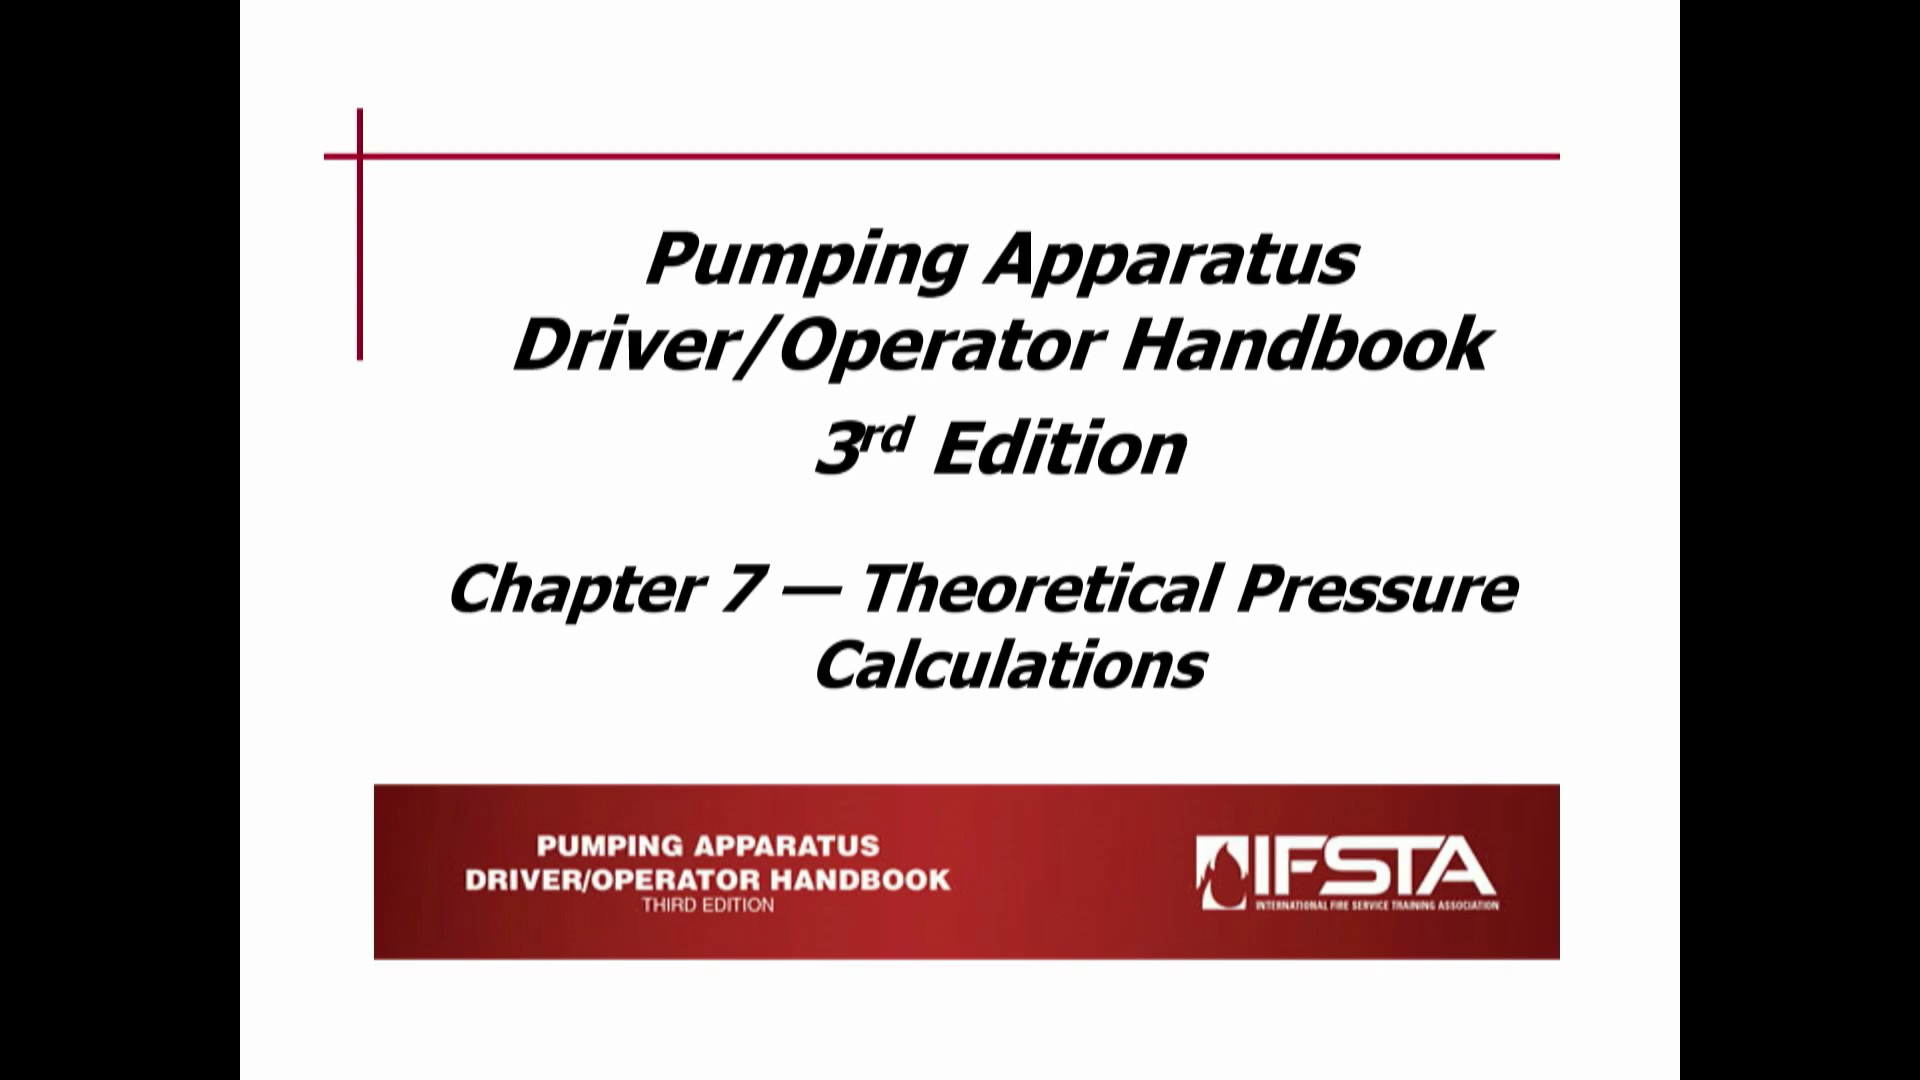 Pumping Apparatus
Driver/Operator Handbook
3rd Edition
Chapter 7 — Theoretical Pressure
Calculations
PUMPING APPARATUS
DRIVER/OPERATOR HANDBOOK
THIRD EDITION
IFSTA
INTERNATIONAL FIRE SERVICE TRAINING ASSOCIATION